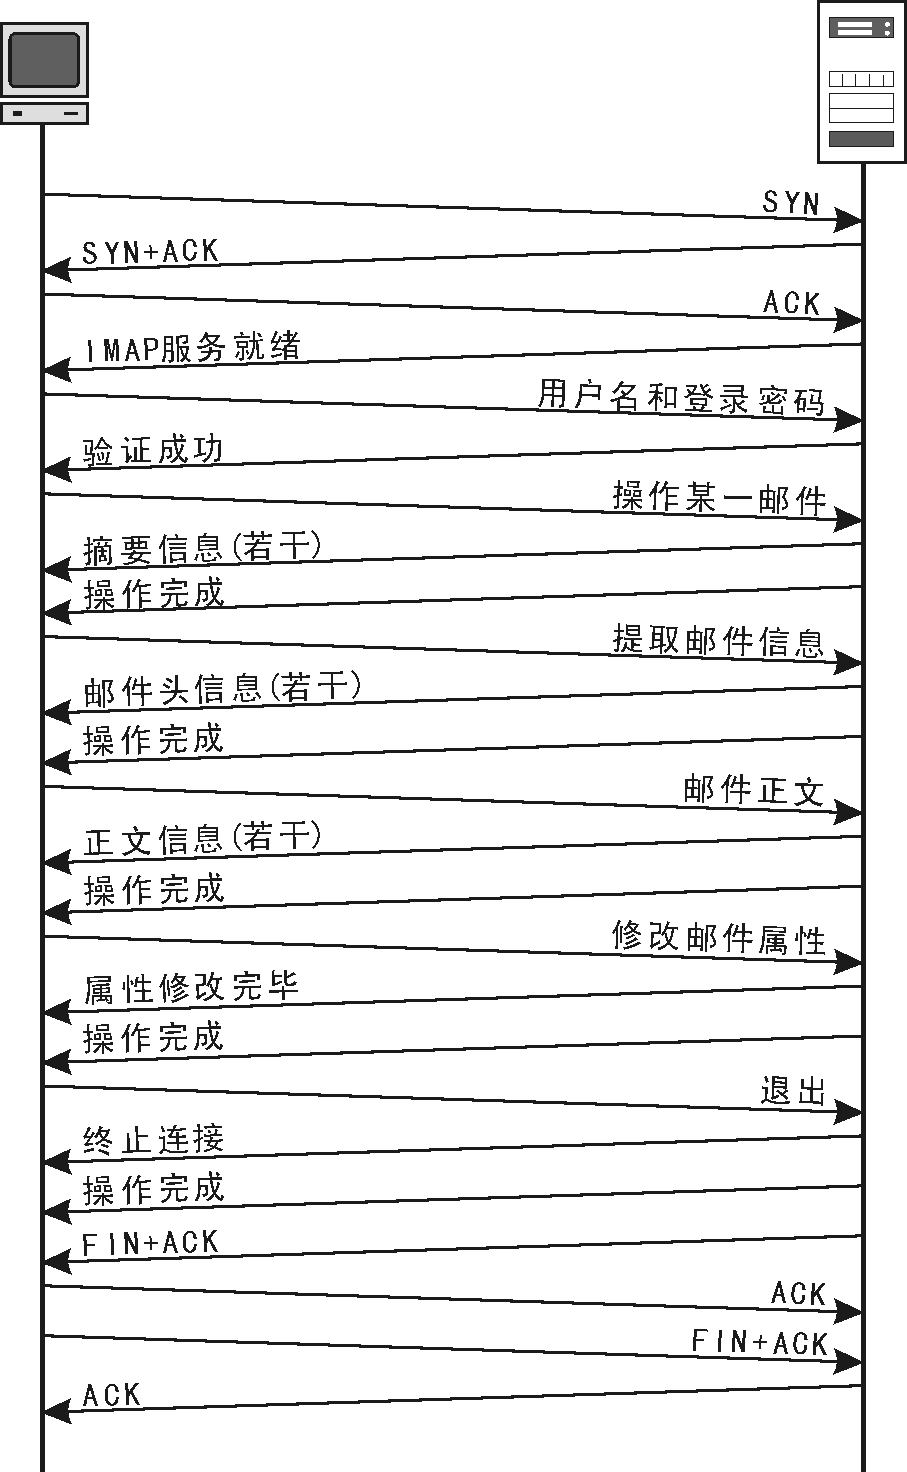 SYN
SYN+ACK
ACK
IMAP服务就绪
用户名和登录密码
验证成功
操作某一邮件
摘要信息(若干)
操作完成
提取邮件信息
邮件头信息(若干)
操作完成
邮件正文
正文信息(若干)
操作完成
修改邮件属性
属性修改完毕
操作完成
退出
终止连接
操作完成
FIN+ACK
ACK
FIN+ACK
ACK